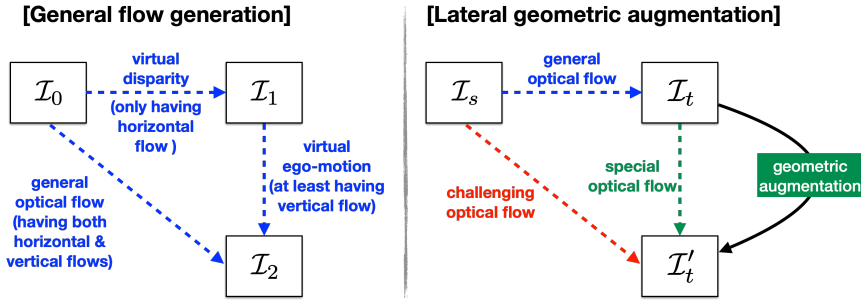 [General flow generation]
virtual
disparity
(only having
horizontal
flow )
I0
I1
virtual
ego-motion
(at least having
vertical flow)
general
optical flow
(having both
horizontal &
vertical flows)
I2
[Lateral geometric augmentation]
general
optical flow
Is
It
special
optical flow
geometric
augmentation
challenging
optical flow
I't